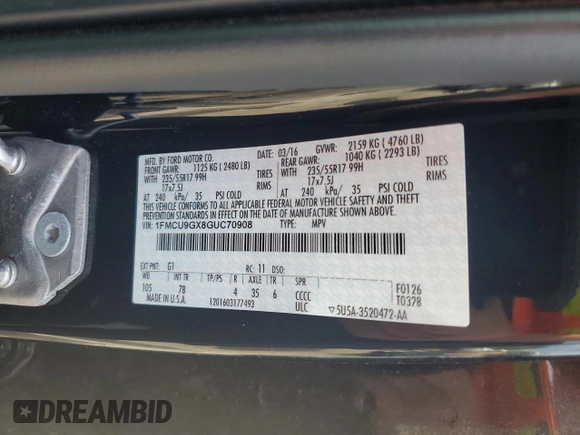 MFD. BY FORD MOTOR CO. DATE: 03/16 GVWR: 2159 KG ( 4760 LB)
FRONT GAWR: 1125 KG ( 2480 LB) REAR GAWR: 1040 KG ( 2293 LB)
WITH 235/55R17 99H TIRES WITH 235/55R17 99H TIRES
17x7.5J RIMS 17x7.5J RIMS
AT 240 kPa/ 35 PSI COLD AT 240 kPa/ 35 PSI COLD
THIS VEHICLE CONFORMS TO ALL APPLICABLE FEDERAL MOTOR VEHICLE SAFETY AND THEFT
PREVENTION STANDARDS IN EFFECT ON THE DATE OF MANUFACTURE SHOWN ABOVE.
VIN: 1FMCU9GX8GUC70908 TYPE: MPV
EXT PNT: G1 RC: 11 DSO: F0126
WB INT TR TP/PS R AXLE TR SPR T0378
105 7B 4 35 6 CCCC
MADE IN U.S.A. 1201603177493 ULC ▽5U5A-3520472-AA
DREAMBID